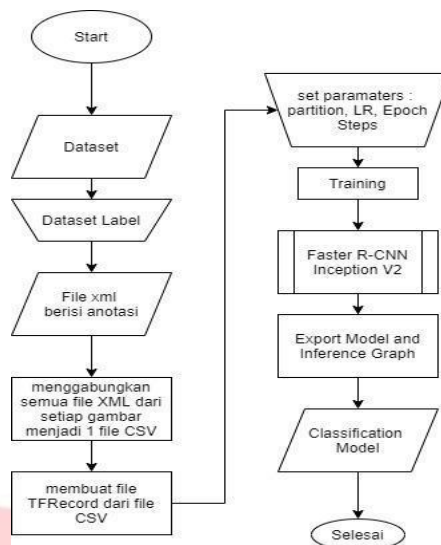 Start
Dataset
Dataset Label
File xml
berisi anotasi
menggabungkan
semua file XML dari
setiap gambar
menjadi 1 file CSV
membuat file
TFRecord dari file
CSV
set paramaters :
partition, LR, Epoch
Steps
Training
Faster R-CNN
Inception V2
Export Model and
Inference Graph
Classification
Model
Selesai